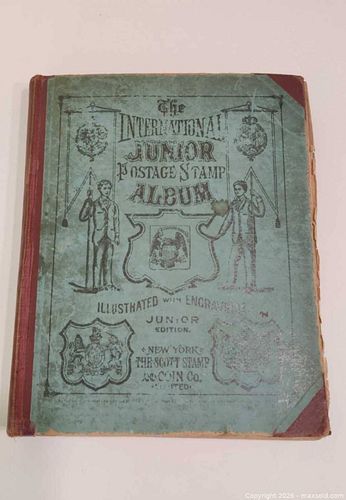 The
INTERNATIONAL
JUNIOR
POSTAGE STAMP
ALBUM
ILLUSTRATED WITH
JUNIOR
EDITION.
NEW YORK
THE SCOTT STAMP
& COIN CO.
LIMITED
Copyright 2026 - maxsold.com